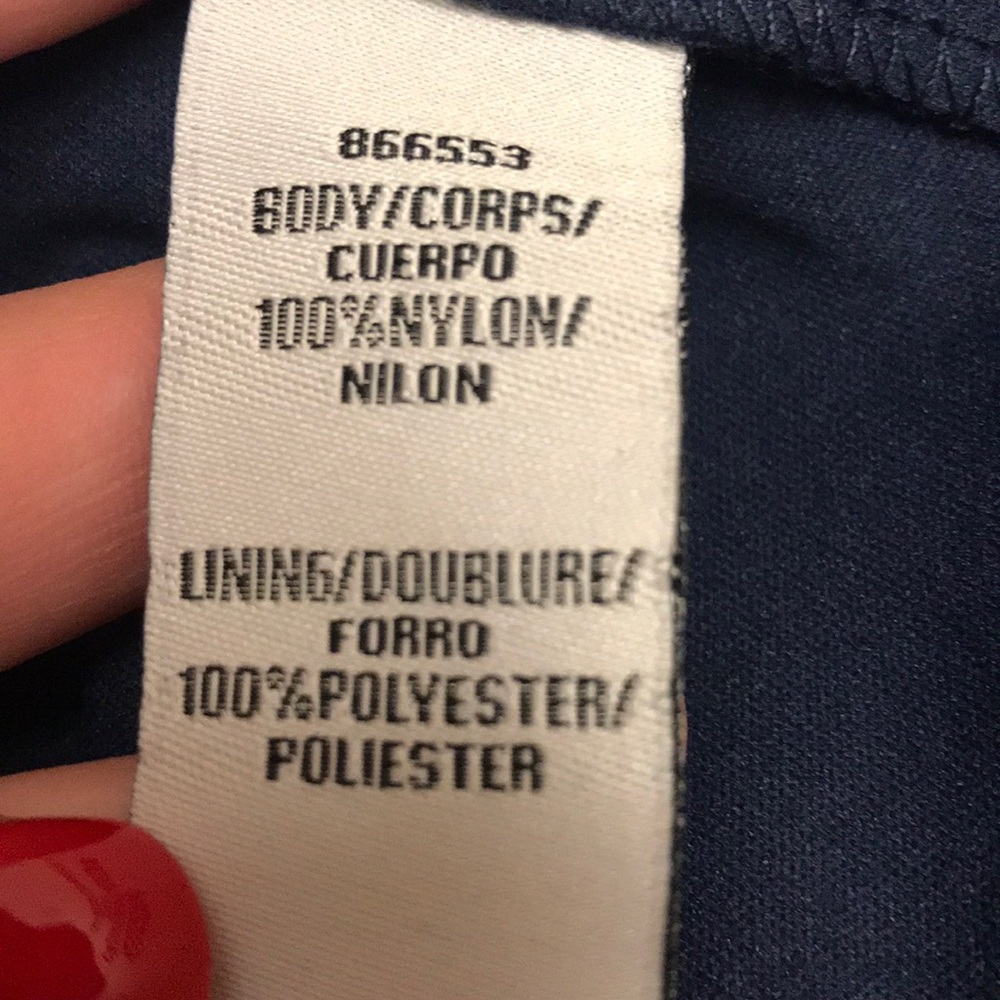 866553
BODY/CORPS/
CUERPO
100%NYLON/
NILON
LINING/DOUBLURE/
FORRO
100%POLYESTER/
POLIESTER